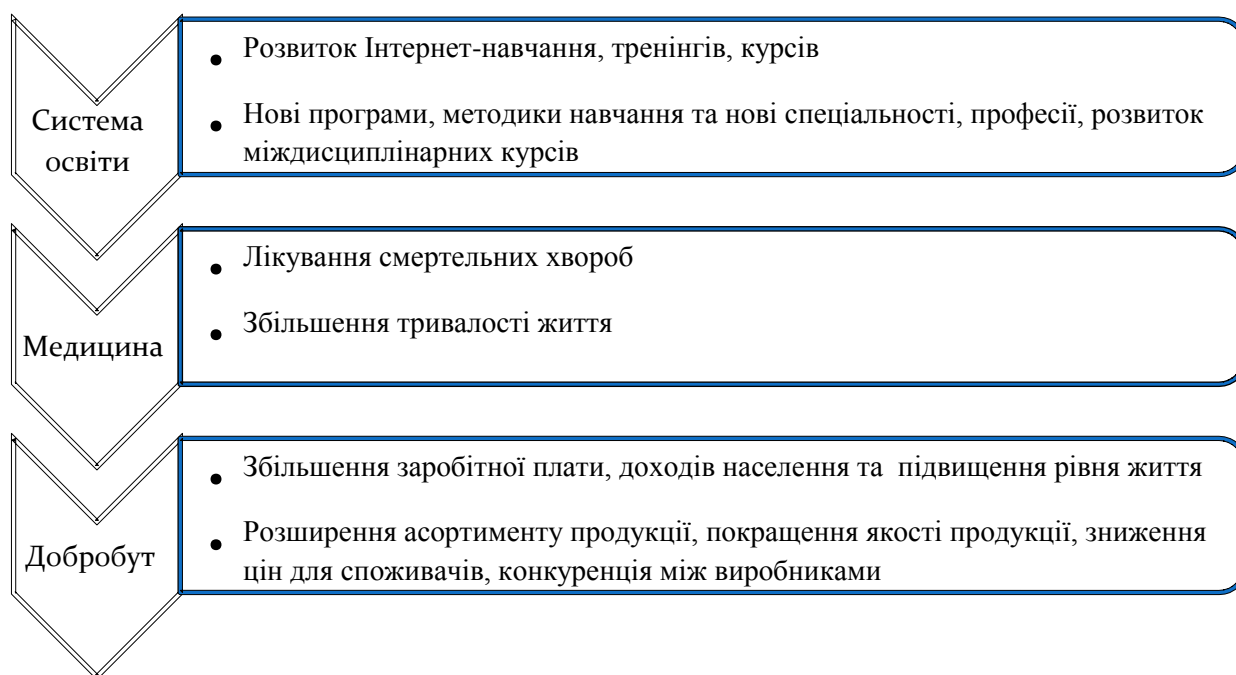 Система
освіти
• Розвиток Інтернет-навчання, тренінгів, курсів
• Нові програми, методики навчання та нові спеціальності, професії, розвиток
міждисциплінарних курсів
Медицина
• Лікування смертельних хвороб
• Збільшення тривалості життя
Добробут
• Збільшення заробітної плати, доходів населення та  підвищення рівня життя
• Розширення асортименту продукції, покращення якості продукції, зниження
цін для споживачів, конкуренція між виробниками